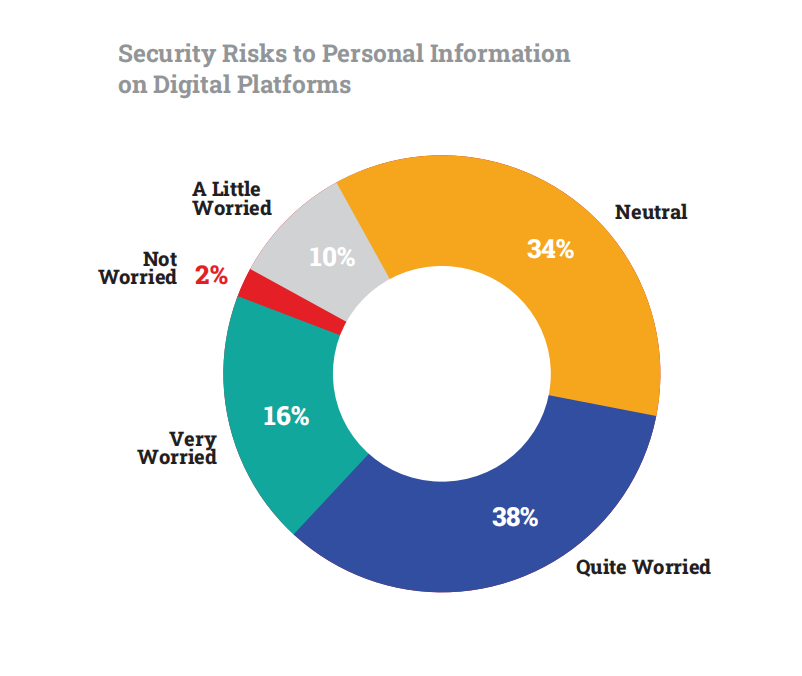 Security Risks to Personal Information
on Digital Platforms
A Little
Worried
10%
Neutral
34%
Not
Worried
2%
Very
Worried
16%
38%
Quite Worried